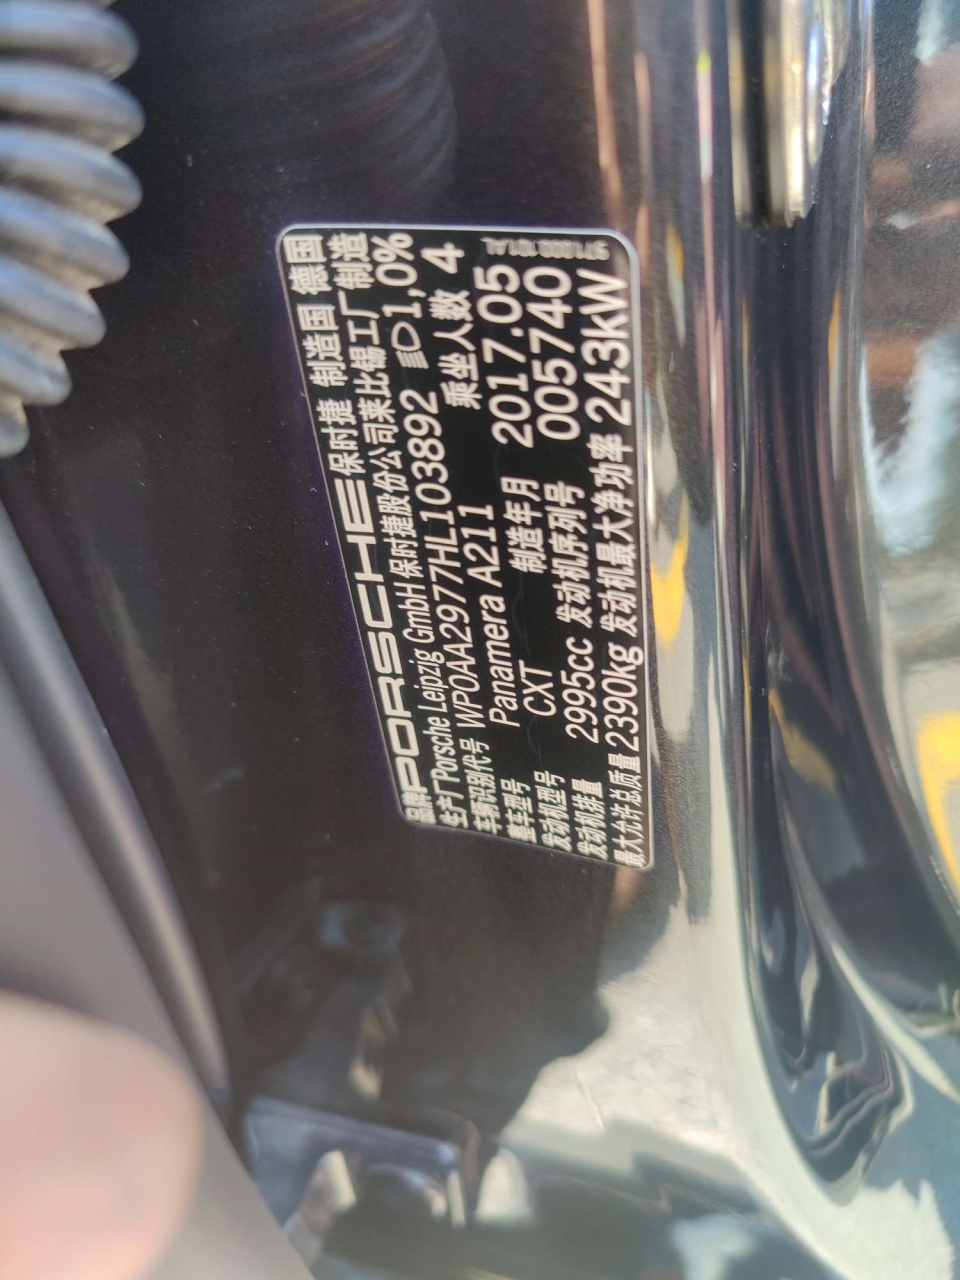 品牌 PORSCHE 保时捷 制造国 德国
生产厂 Porsche Leipzig GmbH 保时捷股份公司莱比锡工厂 制造
车辆识别代号 WP0AA2977HL103892 1,0%
整车型号 Panamera A211 乘坐人数 4
发动机型号 CXT 制造年月 2017.05
发动机排量 2995cc 发动机序列号 005740
最大允许总质量 2390kg 发动机最大净功率 243kW